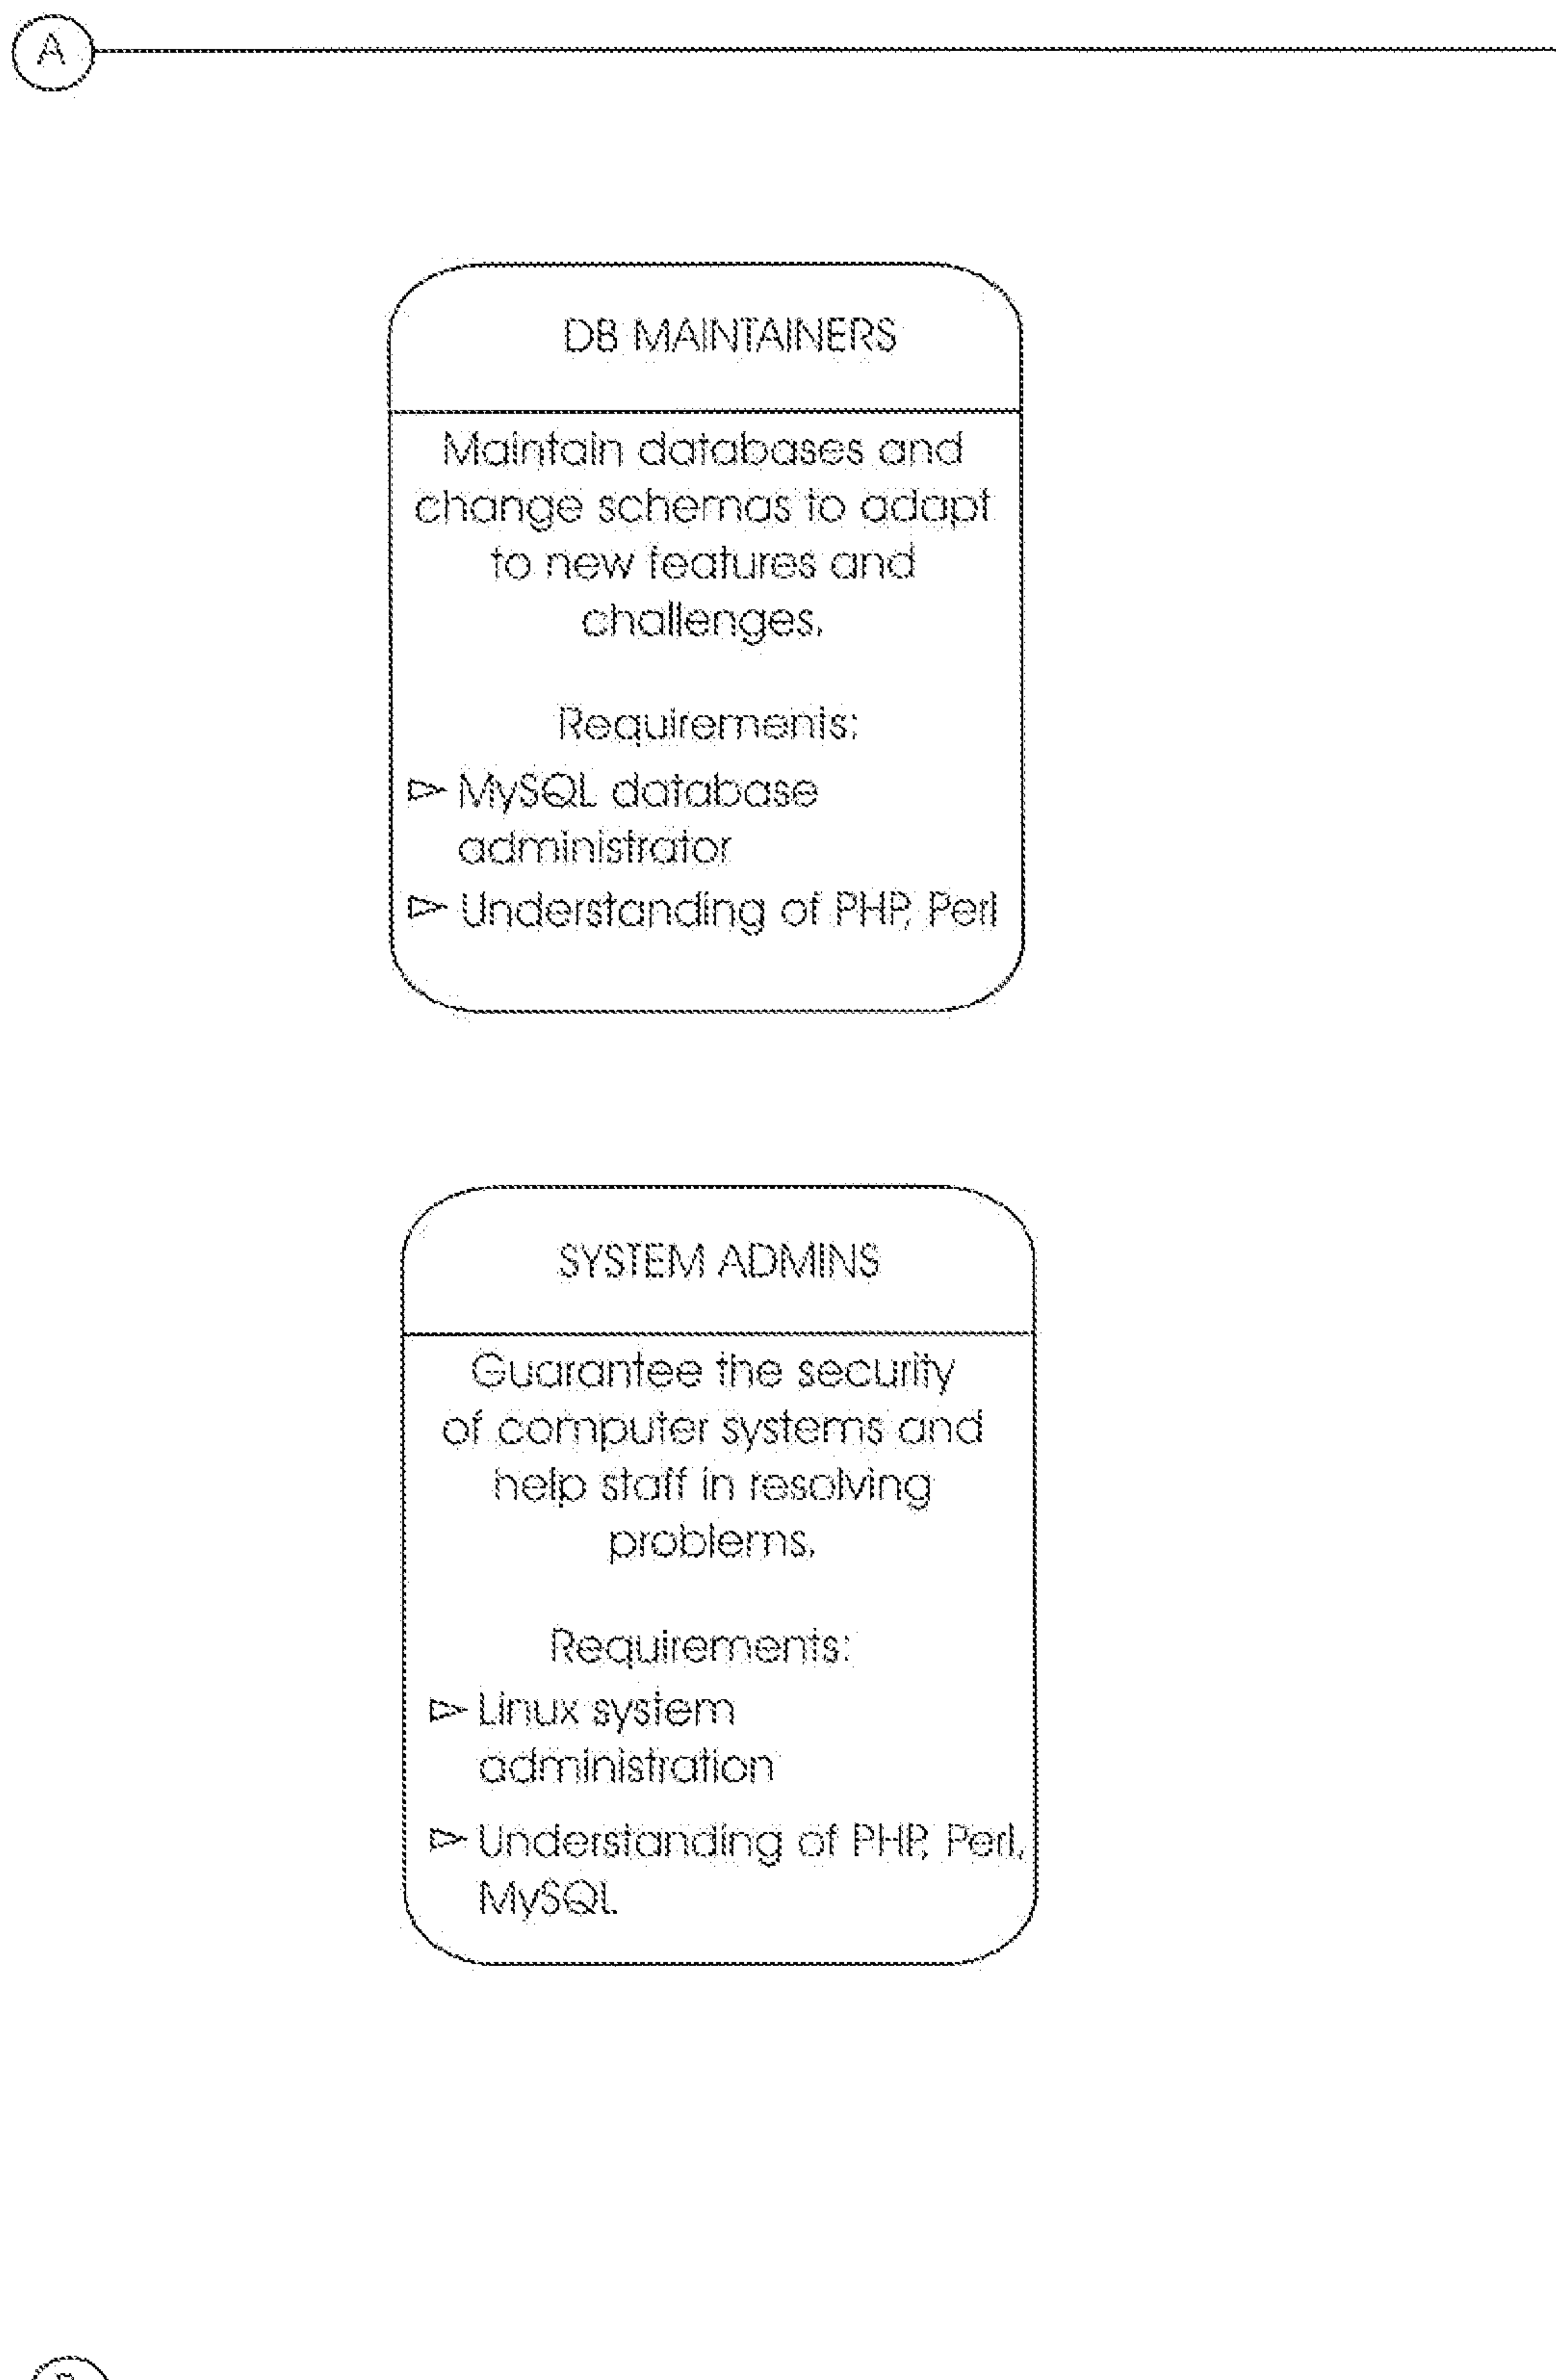 A
DB MAINTAINERS
Maintain databases and
change schemas to adapt
to new features and
challenges.
Requirements:
MySQL database
administrator
Understanding of PHP, Perl
SYSTEM ADMINS
Guarantee the security
of computer systems and
help staff in resolving
problems.
Requirements:
Linux system
administration
Understanding of PHP, Perl,
MySQL.